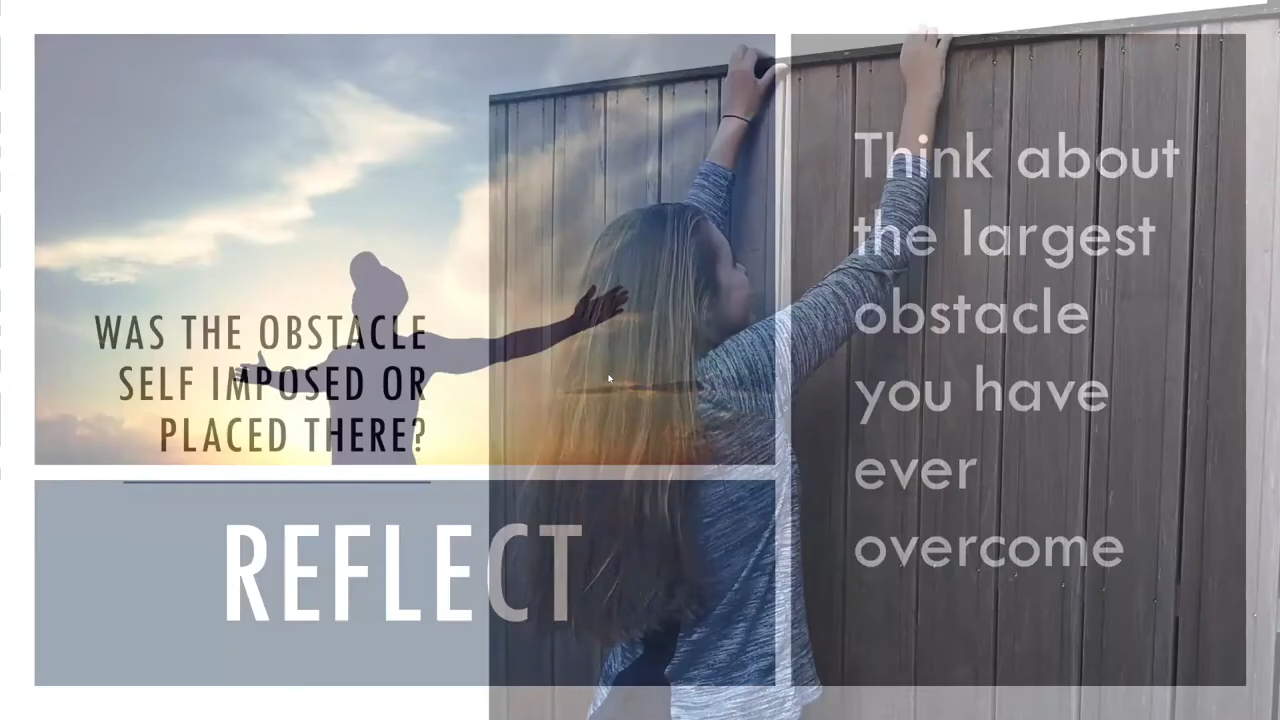 WAS THE OBSTACLE
SELF IMPOSED OR
PLACED THERE?
REFLECT
Think about
the largest
obstacle
you have
ever
overcome